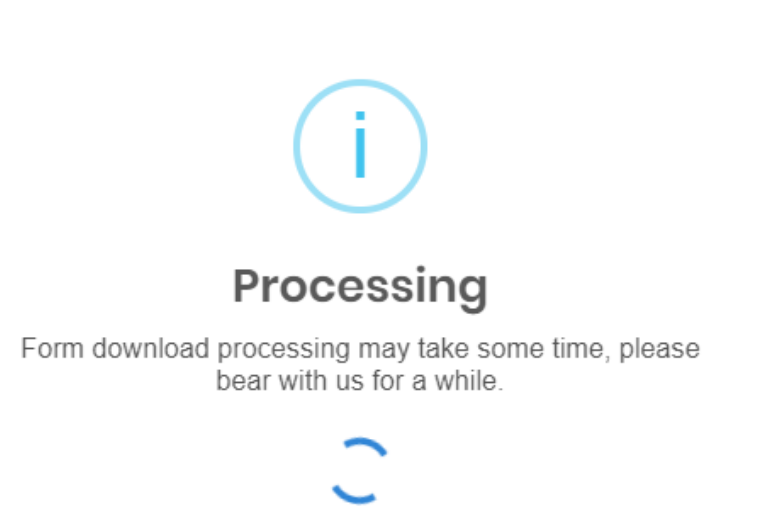 i
Processing
Form download processing may take some time, please
bear with us for a while.